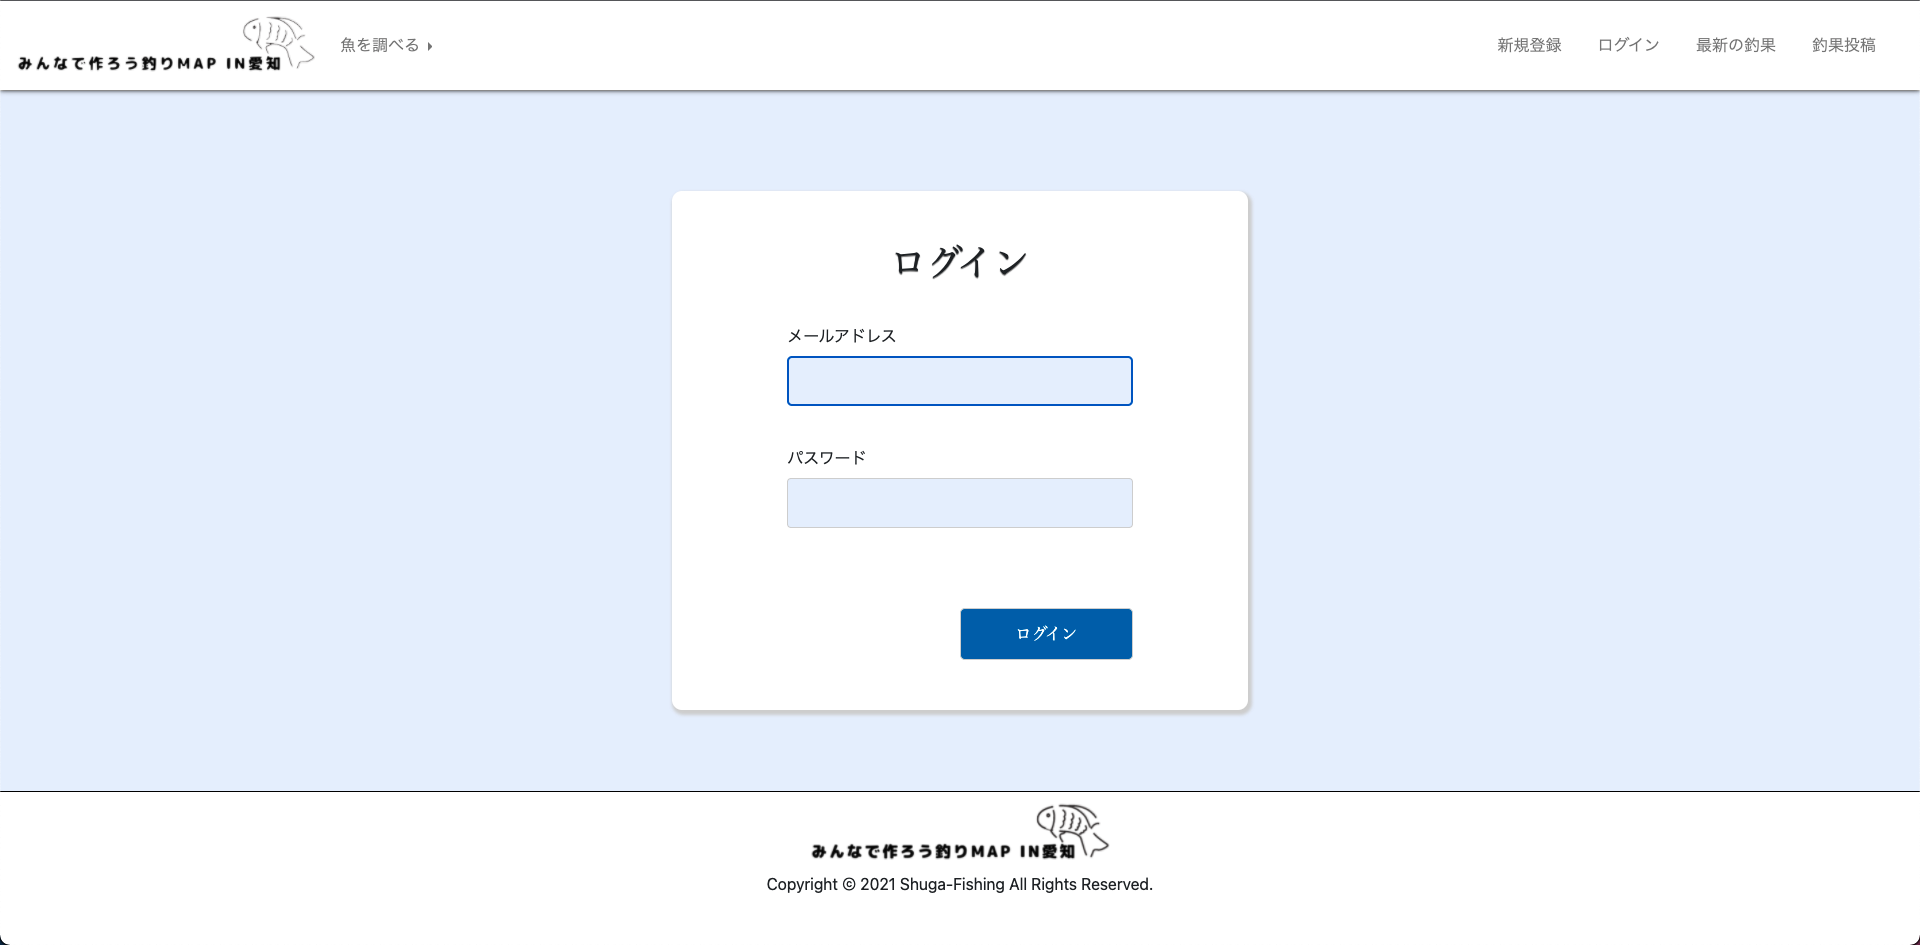 みんなで作ろう釣りMAP IN愛知
魚を調べる
新規登録 ログイン 最新の釣果 釣果投稿
ログイン
メールアドレス
パスワード
ログイン
みんなで作ろう釣りMAP IN愛知
Copyright © 2021 Shuga-Fishing All Rights Reserved.